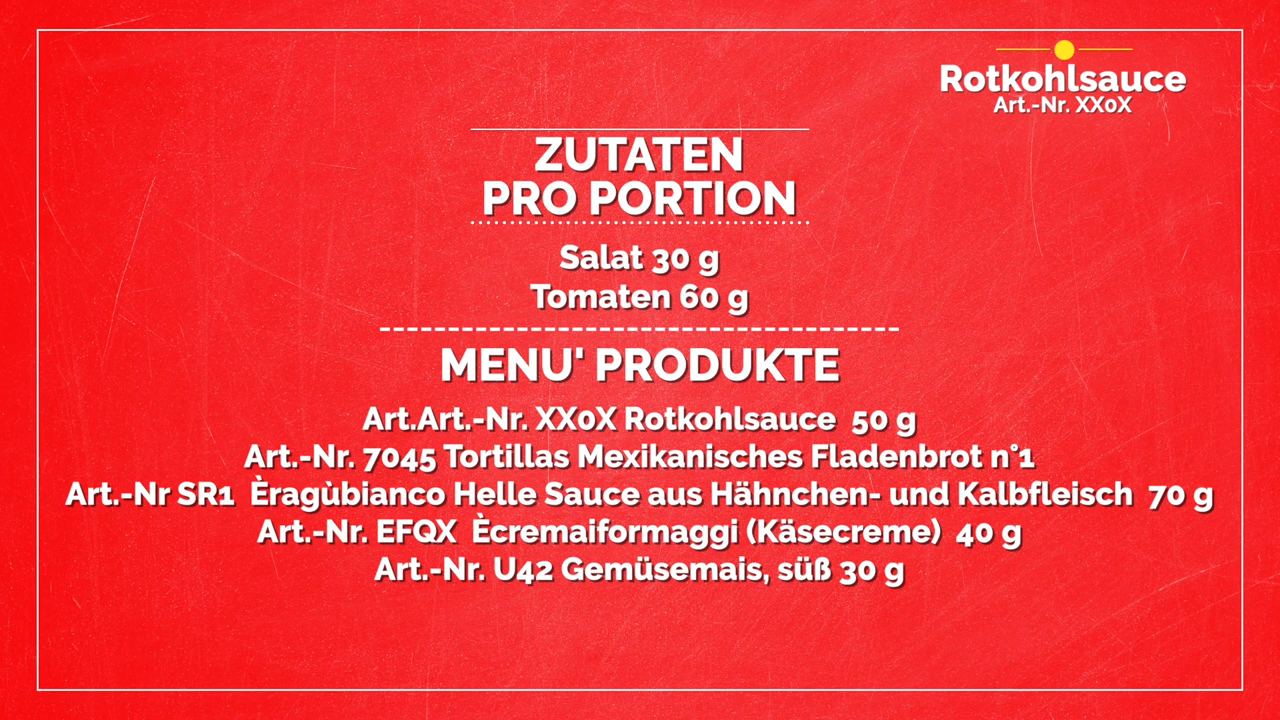 Rotkohlsauce
Art.-Nr. XX0X
ZUTATEN
PRO PORTION
Salat 30 g
Tomaten 60 g
MENU' PRODUKTE
Art.Art.-Nr. XX0X Rotkohlsauce 50 g
Art.-Nr. 7045 Tortillas Mexikanisches Fladenbrot n°1
Art.-Nr SR1 Èragùbianco Helle Sauce aus Hähnchen- und Kalbfleisch 70 g
Art.-Nr. EFQX Ècremaiformaggi (Käsecreme) 40 g
Art.-Nr. U42 Gemüsemais, süß 30 g